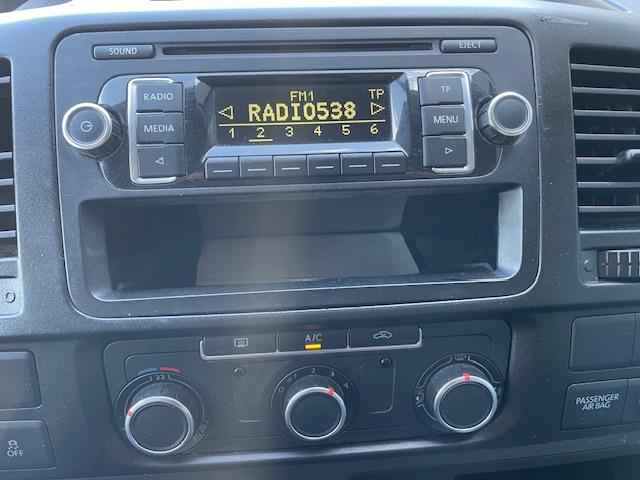 SOUND
EJECT
RADIO
MEDIA
FM1 TP
RADIO538
1 2 3 4 5 6
TP
MENU
A/C
OFF
PASSENGER
AIR BAG